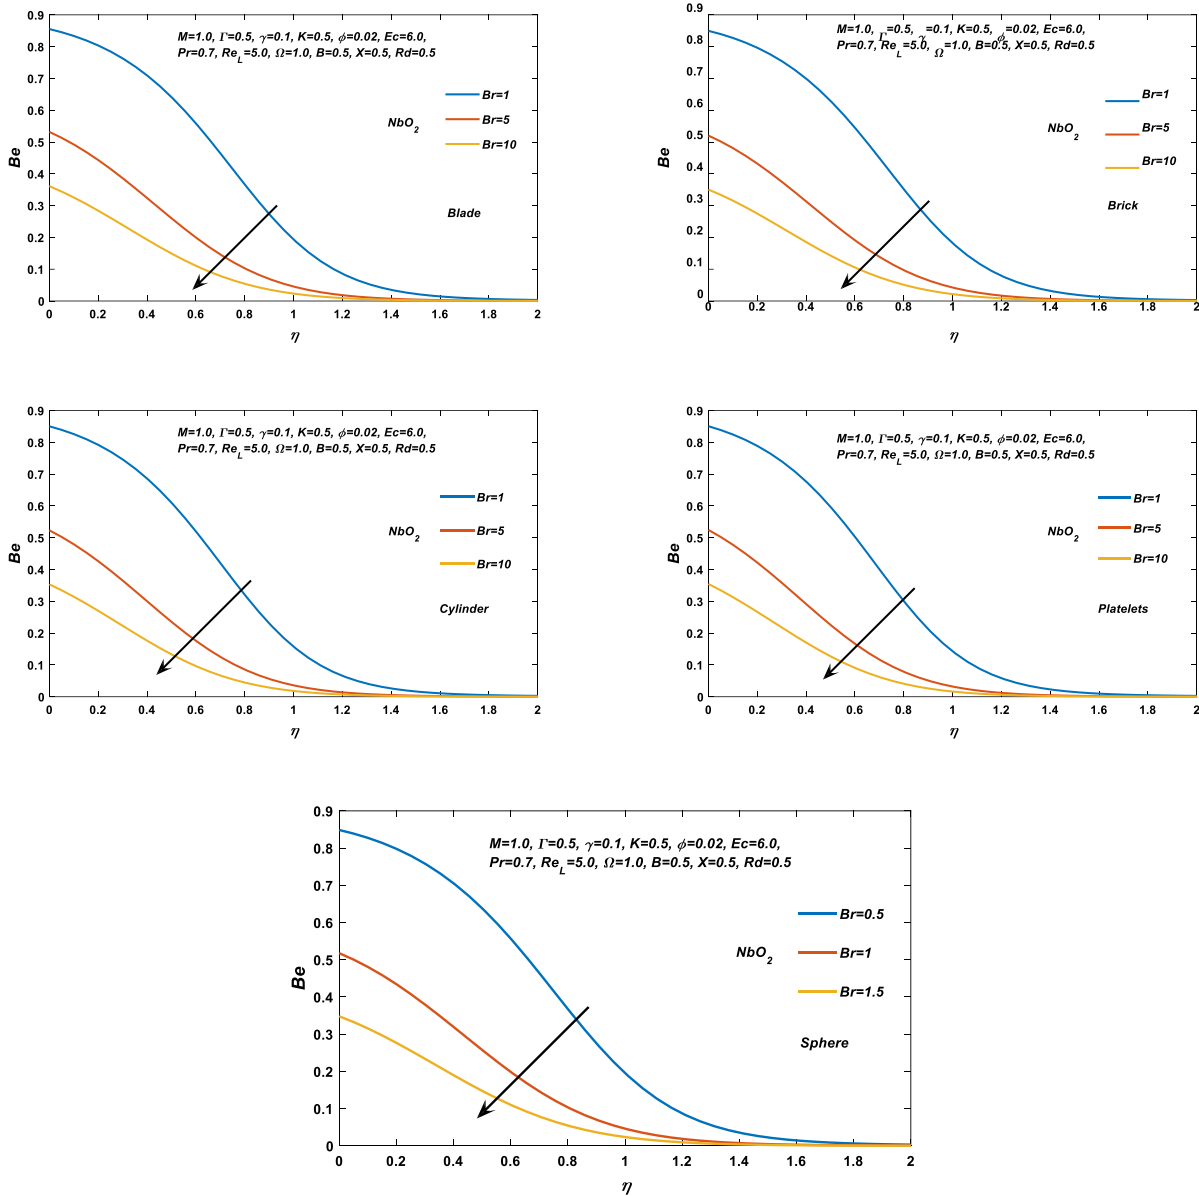 M=1.0, Γ=0.5, γ=0.1, K=0.5, ϕ=0.02, Ec=6.0,
Pr=0.7, Re_L=5.0, Ω=1.0, B=0.5, X=0.5, Rd=0.5
0.9
0.8
0.7
0.6
0.5
0.4
0.3
0.2
0.1
0
Be
Br=1
NbO2
Br=5
Br=10
Blade
0 0.2 0.4 0.6 0.8 1 1.2 1.4 1.6 1.8 2
η
M=1.0, Γ=0.5, γ=0.1, K=0.5, ϕ=0.02, Ec=6.0,
Pr=0.7, Re_L=5.0, Ω=1.0, B=0.5, X=0.5, Rd=0.5
0.9
0.8
0.7
0.6
0.5
0.4
0.3
0.2
0.1
0
Be
Br=1
NbO2
Br=5
Br=10
Brick
0 0.2 0.4 0.6 0.8 1 1.2 1.4 1.6 1.8 2
η
M=1.0, Γ=0.5, γ=0.1, K=0.5, ϕ=0.02, Ec=6.0,
Pr=0.7, Re_L=5.0, Ω=1.0, B=0.5, X=0.5, Rd=0.5
0.9
0.8
0.7
0.6
0.5
0.4
0.3
0.2
0.1
0
Be
Br=1
NbO2
Br=5
Br=10
Cylinder
0 0.2 0.4 0.6 0.8 1 1.2 1.4 1.6 1.8 2
η
M=1.0, Γ=0.5, γ=0.1, K=0.5, ϕ=0.02, Ec=6.0,
Pr=0.7, Re_L=5.0, Ω=1.0, B=0.5, X=0.5, Rd=0.5
0.9
0.8
0.7
0.6
0.5
0.4
0.3
0.2
0.1
0
Be
Br=1
NbO2
Br=5
Br=10
Platelets
0 0.2 0.4 0.6 0.8 1 1.2 1.4 1.6 1.8 2
η
M=1.0, Γ=0.5, γ=0.1, K=0.5, ϕ=0.02, Ec=6.0,
Pr=0.7, Re_L=5.0, Ω=1.0, B=0.5, X=0.5, Rd=0.5
0.9
0.8
0.7
0.6
0.5
0.4
0.3
0.2
0.1
0
Be
Br=0.5
NbO2
Br=1
Br=1.5
Sphere
0 0.2 0.4 0.6 0.8 1 1.2 1.4 1.6 1.8 2
η